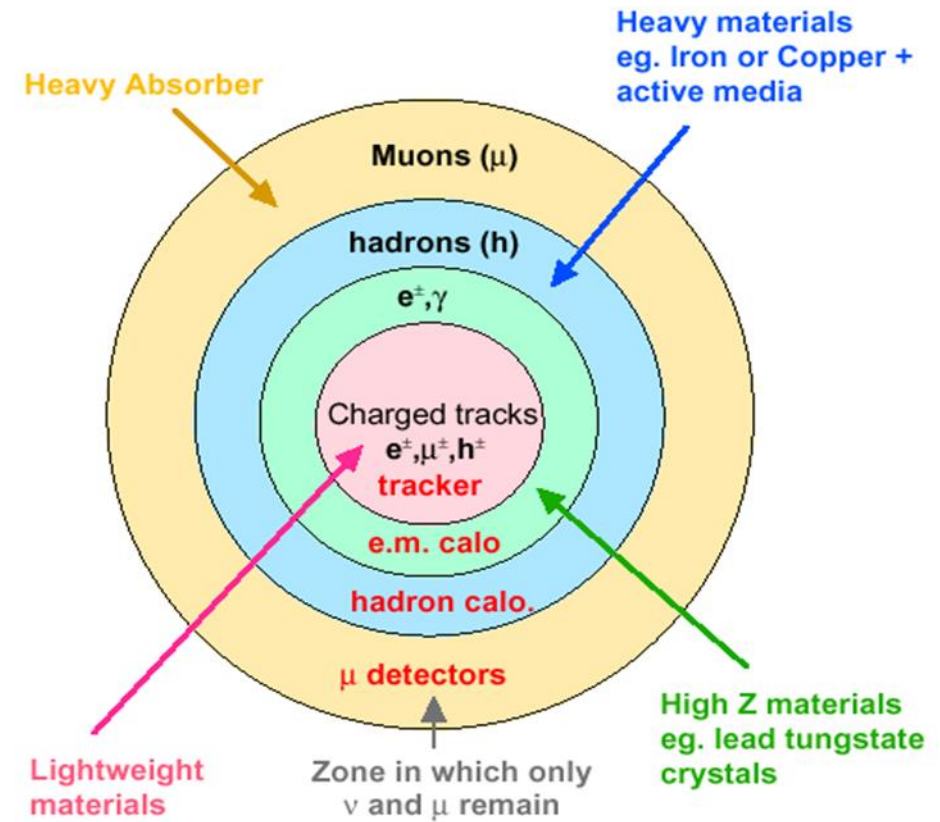 Heavy materials
eg. Iron or Copper +
active media
Heavy Absorber
Muons (μ)
hadrons (h)
e±,γ
Charged tracks
e±,μ±,h±
tracker
e.m. calo
hadron calo.
μ detectors
High Z materials
eg. lead tungstate
crystals
Lightweight
materials
Zone in which only
ν and μ remain